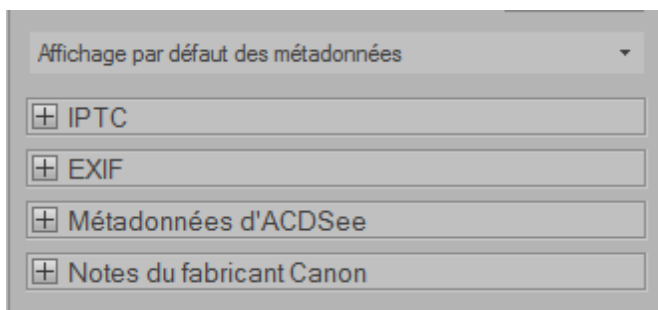 Affichage par défaut des métadonnées
IPTC
EXIF
Métadonnées d'ACDSee
Notes du fabricant Canon